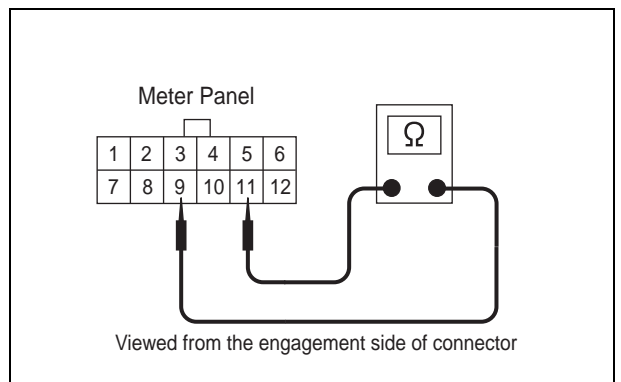 Meter Panel
Ω
1 2 3 4 5 6
7 8 9 10 11 12
Viewed from the engagement side of connector